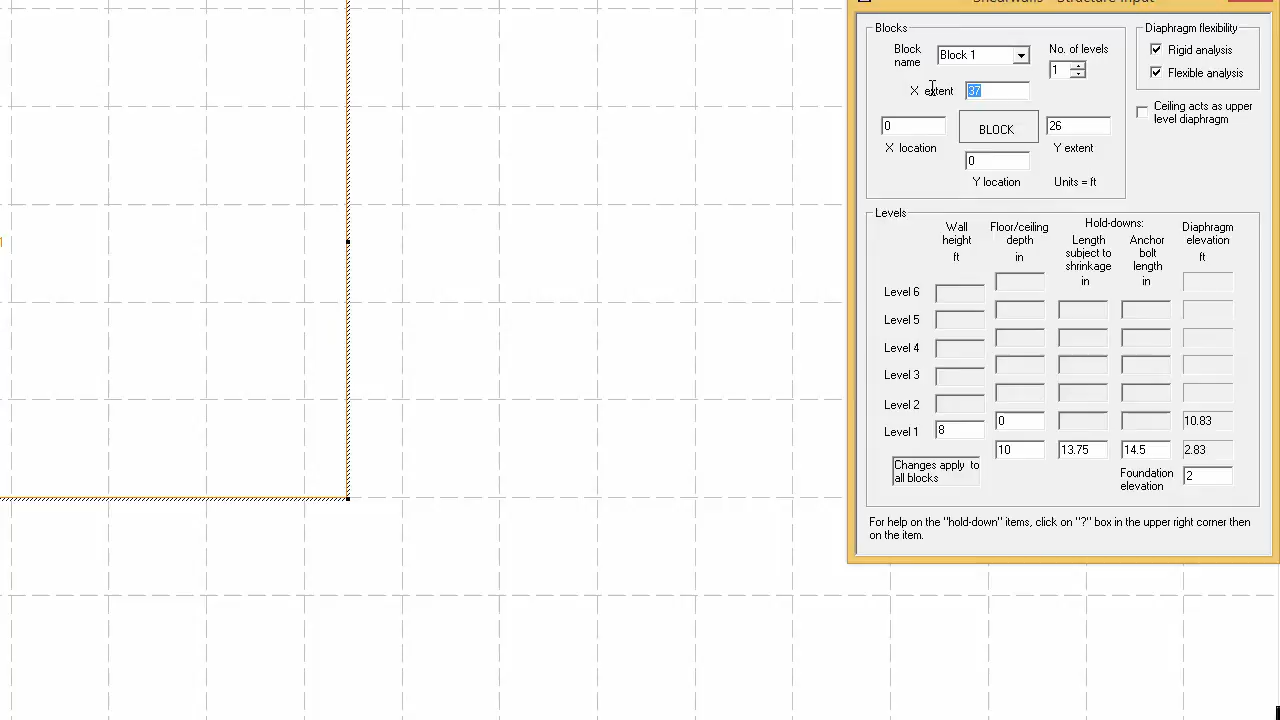 Shearwalls - Structure Input
Blocks
Block name
Block 1
No. of levels
1
X extent
37
0
X location
BLOCK
26
Y extent
0
Y location
Units = ft
Diaphragm flexibility
Rigid analysis
Flexible analysis
Ceiling acts as upper
level diaphragm
Levels
Wall
height
ft
Floor/ceiling
depth
in
Hold-downs:
Length
subject to
shrinkage
in
Anchor
bolt
length
in
Diaphragm
elevation
ft
Level 6
Level 5
Level 4
Level 3
Level 2
Level 1
8
0
10.83
10
13.75
14.5
2.83
Changes apply to
all blocks
Foundation
elevation
2
For help on the "hold-down" items, click on "?" box in the upper right corner then
on the item.